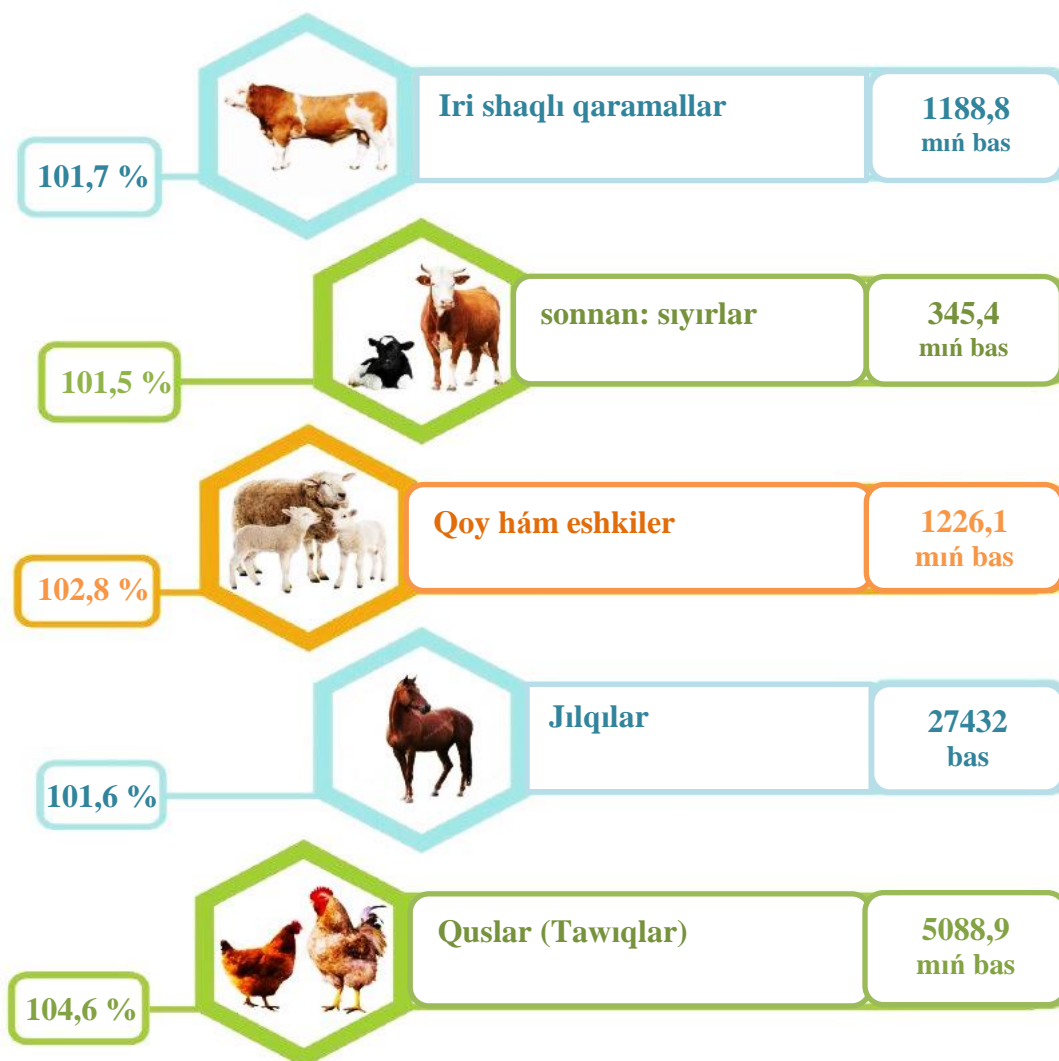 Iri shaqlı qaramallar
1188,8
mıń bas
101,7 %
sonnan: sıyırlar
345,4
mıń bas
101,5 %
Qoy hám eshkiler
1226,1
mıń bas
102,8 %
Jılqılar
27432
bas
101,6 %
Quslar (Tawıqlar)
5088,9
mıń bas
104,6 %